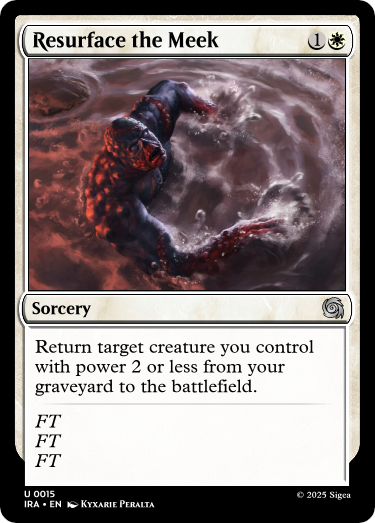 Resurface the Meek 1
Sorcery
Return target creature you control
with power 2 or less from your
graveyard to the battlefield.
FT
FT
FT
U 0015
IRA • EN Kyxarie Peralta
© 2025 Sigea